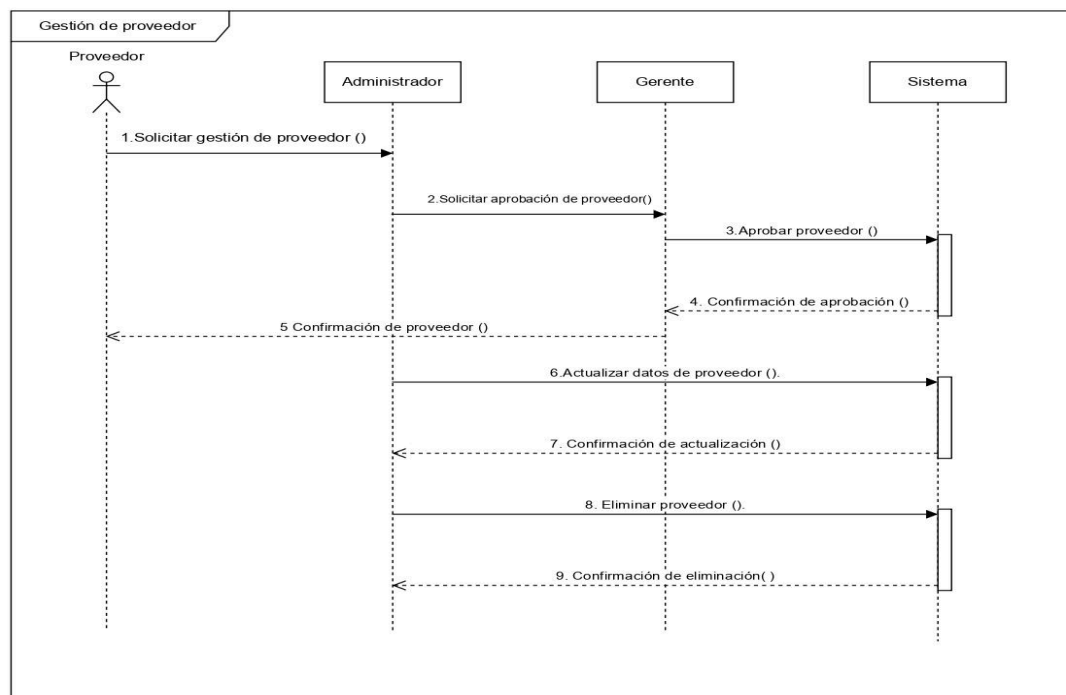 Gestión de proveedor
Proveedor
Administrador
Gerente
Sistema
1.Solicitar gestión de proveedor ()
2.Solicitar aprobación de proveedor()
3.Aprobar proveedor ()
4. Confirmación de aprobación ()
5 Confirmación de proveedor ()
6.Actualizar datos de proveedor ().
7. Confirmación de actualización ()
8. Eliminar proveedor ().
9. Confirmación de eliminación( )